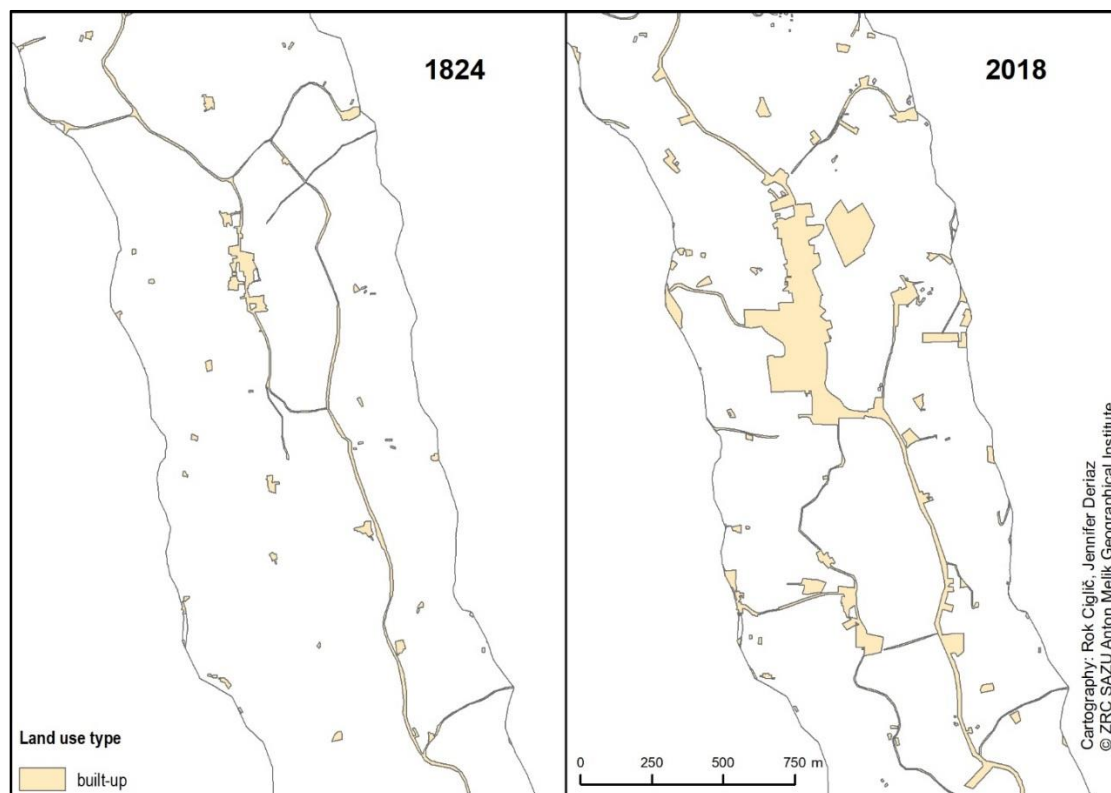 1824
2018
Land use type
built-up
0 250 500 750 m
Cartography: Rok Ciglič, Jennifer Deriaz
© ZRC SAZU Anton Melik Geographical Institute